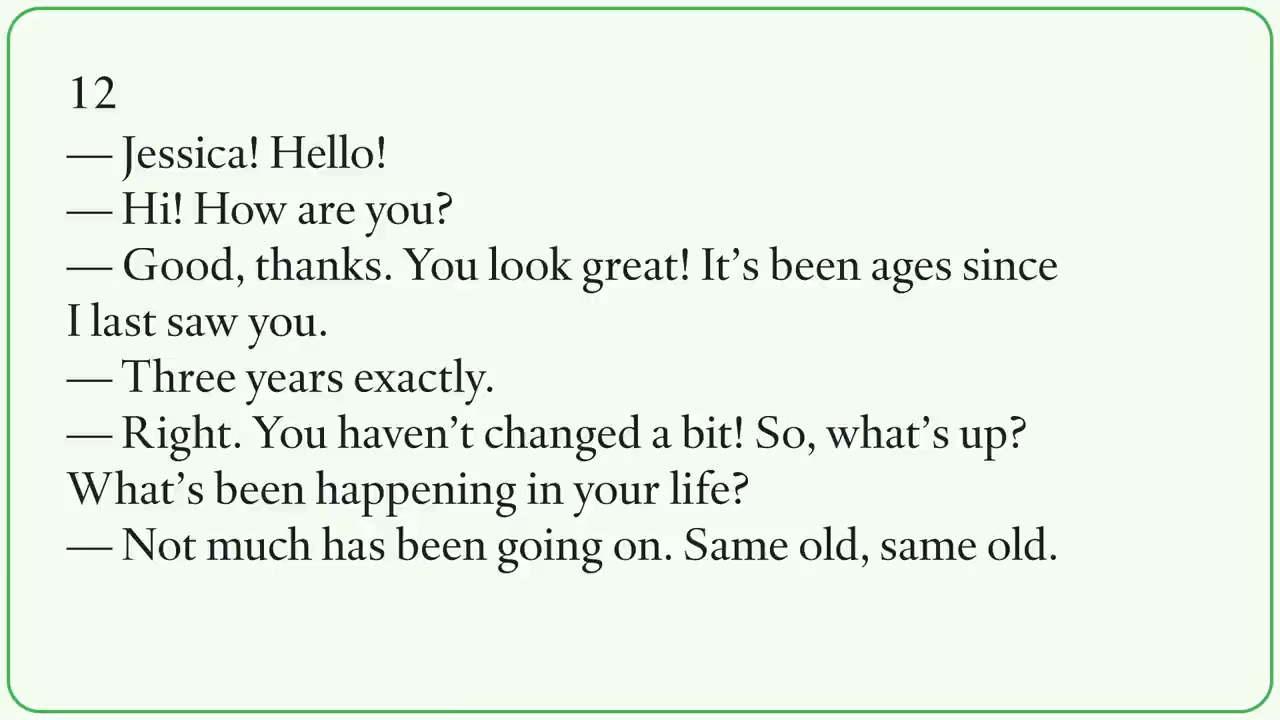 12
— Jessica! Hello!
— Hi! How are you?
— Good, thanks. You look great! It’s been ages since
I last saw you.
— Three years exactly.
— Right. You haven’t changed a bit! So, what’s up?
What’s been happening in your life?
— Not much has been going on. Same old, same old.